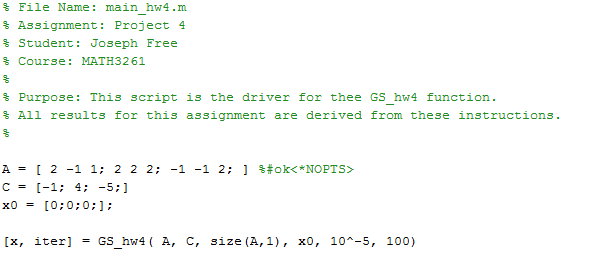 % File Name: main_hw4.m
% Assignment: Project 4
% Student: Joseph Free
% Course: MATH3261
%
% Purpose: This script is the driver for thee GS_hw4 function.
% All results for this assignment are derived from these instructions.
%
A = [ 2 -1 1; 2 2 2; -1 -1 2; ] %#ok<*NOPTS>
C = [-1; 4; -5;]
x0 = [0;0;0;];
[x, iter] = GS_hw4( A, C, size(A,1), x0, 10^-5, 100)